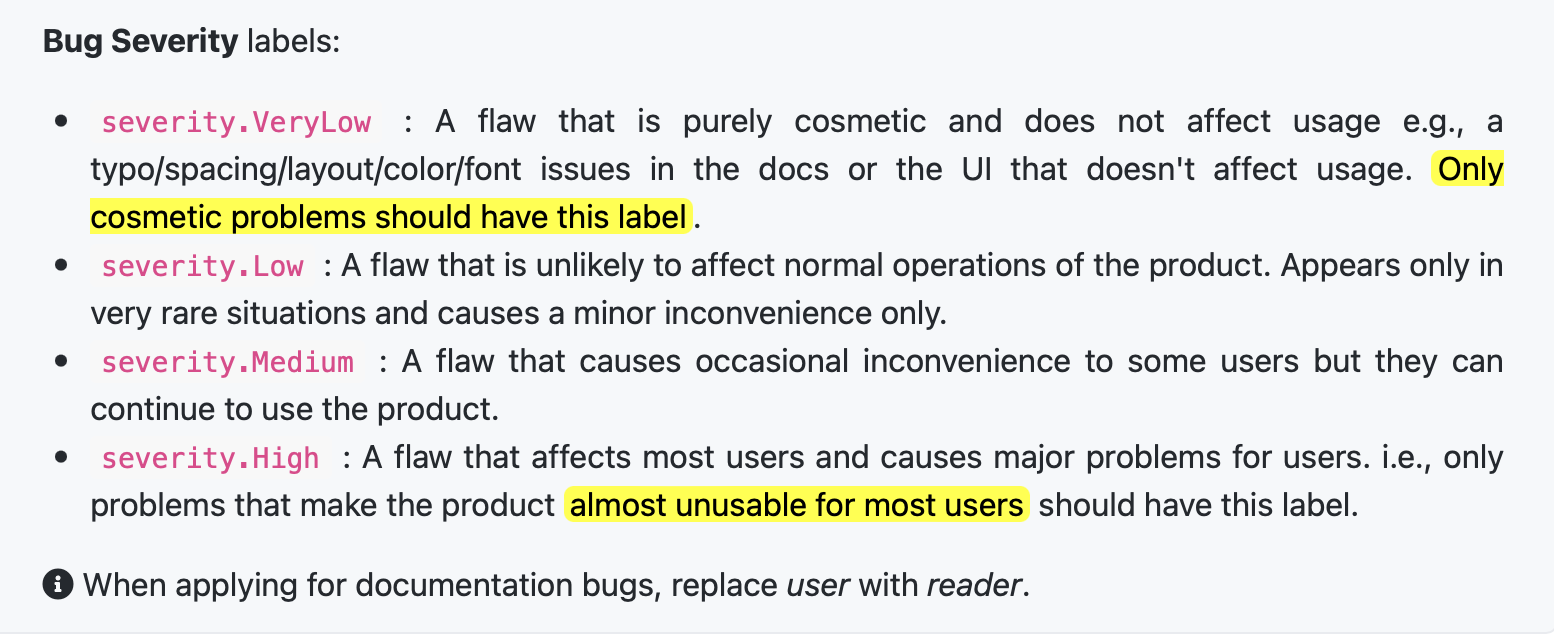 Bug Severity labels:
• severity.VeryLow : A flaw that is purely cosmetic and does not affect usage e.g., a
typo/spacing/layout/color/font issues in the docs or the UI that doesn't affect usage. Only
cosmetic problems should have this label.
• severity.Low : A flaw that is unlikely to affect normal operations of the product. Appears only in
very rare situations and causes a minor inconvenience only.
• severity.Medium : A flaw that causes occasional inconvenience to some users but they can
continue to use the product.
• severity.High : A flaw that affects most users and causes major problems for users. i.e., only
problems that make the product almost unusable for most users should have this label.
When applying for documentation bugs, replace user with reader.